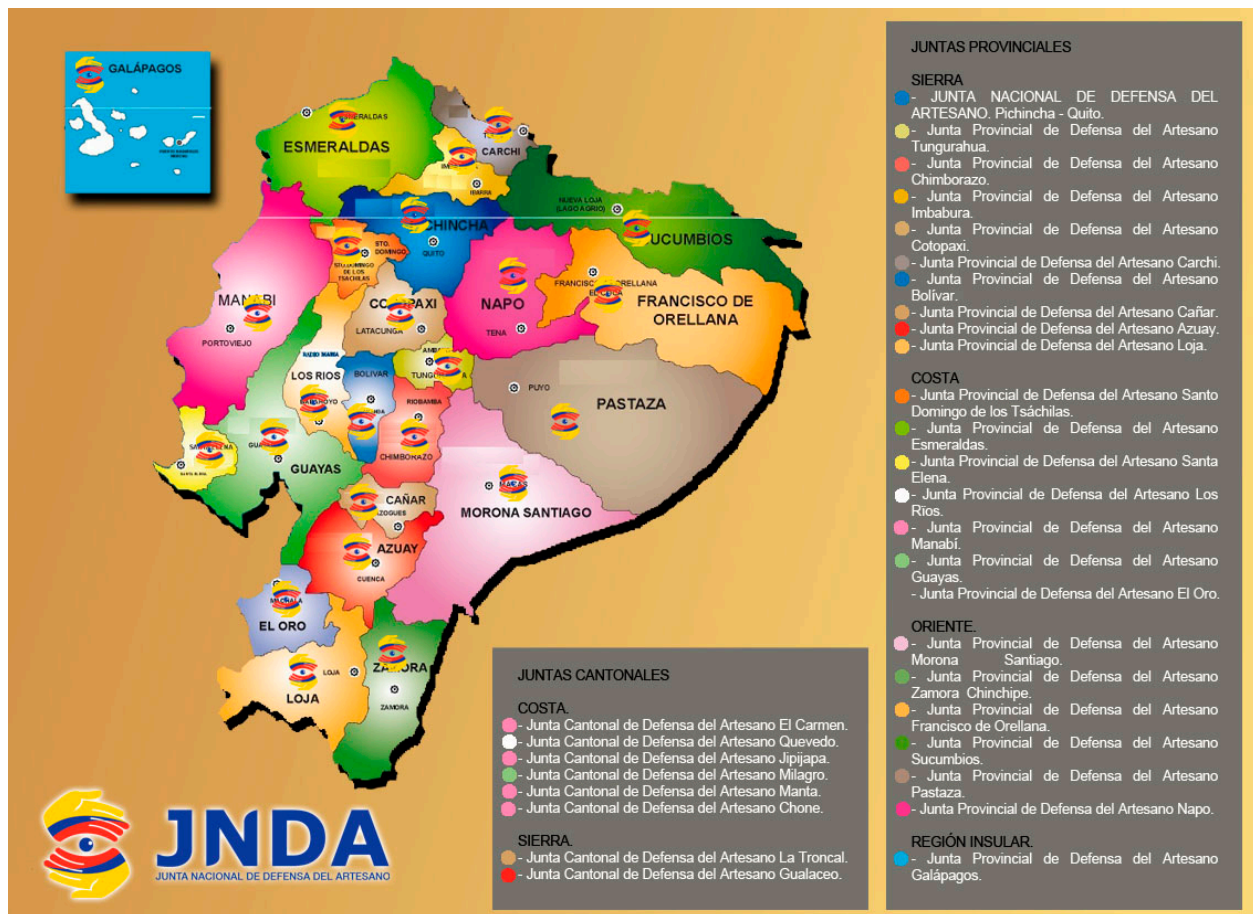 GALÁPAGOS
ESMERALDAS
CARCHI
IBARRA
NUEVA LOJA
(LAGO AGRIO)
QUITO
UCUMBIOS
STO.
DOMINGO
STO.DOMINGO
DE LOS
TSACHILAS
MANABI
PORTOVIEJO
LATACUNGA
NAPO
TENA
FRANCISCO DE
ORELLANA
LOS RIOS
BOLIVAR
PUYO
PASTAZA
RIOBAMBA
CHIMBORAZO
GUAYAS
MACAS
MORONA SANTIAGO
CAÑAR
AZUAY
CUENCA
MACHALA
EL ORO
LOJA
LOJA
ZAMORA
ZAMORA
JNDA
JUNTA NACIONAL DE DEFENSA DEL ARTESANO
JUNTAS CANTONALES
COSTA.
- Junta Cantonal de Defensa del Artesano El Carmen.
- Junta Cantonal de Defensa del Artesano Quevedo.
- Junta Cantonal de Defensa del Artesano Jipijapa.
- Junta Cantonal de Defensa del Artesano Milagro.
- Junta Cantonal de Defensa del Artesano Manta.
- Junta Cantonal de Defensa del Artesano Chone.
SIERRA.
- Junta Cantonal de Defensa del Artesano La Troncal.
- Junta Cantonal de Defensa del Artesano Gualaceo.
JUNTAS PROVINCIALES
SIERRA
- JUNTA NACIONAL DE DEFENSA DEL
ARTESANO. Pichincha - Quito.
- Junta Provincial de Defensa del Artesano
Tungurahua.
- Junta Provincial de Defensa del Artesano
Chimborazo.
- Junta Provincial de Defensa del Artesano
Imbabura.
- Junta Provincial de Defensa del Artesano
Cotopaxi.
- Junta Provincial de Defensa del Artesano Carchi.
- Junta Provincial de Defensa del Artesano
Bolívar.
- Junta Provincial de Defensa del Artesano Cañar.
- Junta Provincial de Defensa del Artesano Azuay.
- Junta Provincial de Defensa del Artesano Loja.
COSTA
- Junta Provincial de Defensa del Artesano Santo
Domingo de los Tsáchilas.
- Junta Provincial de Defensa del Artesano
Esmeraldas.
- Junta Provincial de Defensa del Artesano Santa
Elena.
- Junta Provincial de Defensa del Artesano Los
Ríos.
- Junta Provincial de Defensa del Artesano
Manabí.
- Junta Provincial de Defensa del Artesano
Guayas.
- Junta Provincial de Defensa del Artesano El Oro.
ORIENTE.
- Junta Provincial de Defensa del Artesano
Morona Santiago.
- Junta Provincial de Defensa del Artesano
Zamora Chinchipe.
- Junta Provincial de Defensa del Artesano
Francisco de Orellana.
- Junta Provincial de Defensa del Artesano
Sucumbios.
- Junta Provincial de Defensa del Artesano
Pastaza.
- Junta Provincial de Defensa del Artesano Napo.
REGIÓN INSULAR.
- Junta Provincial de Defensa del Artesano
Galápagos.